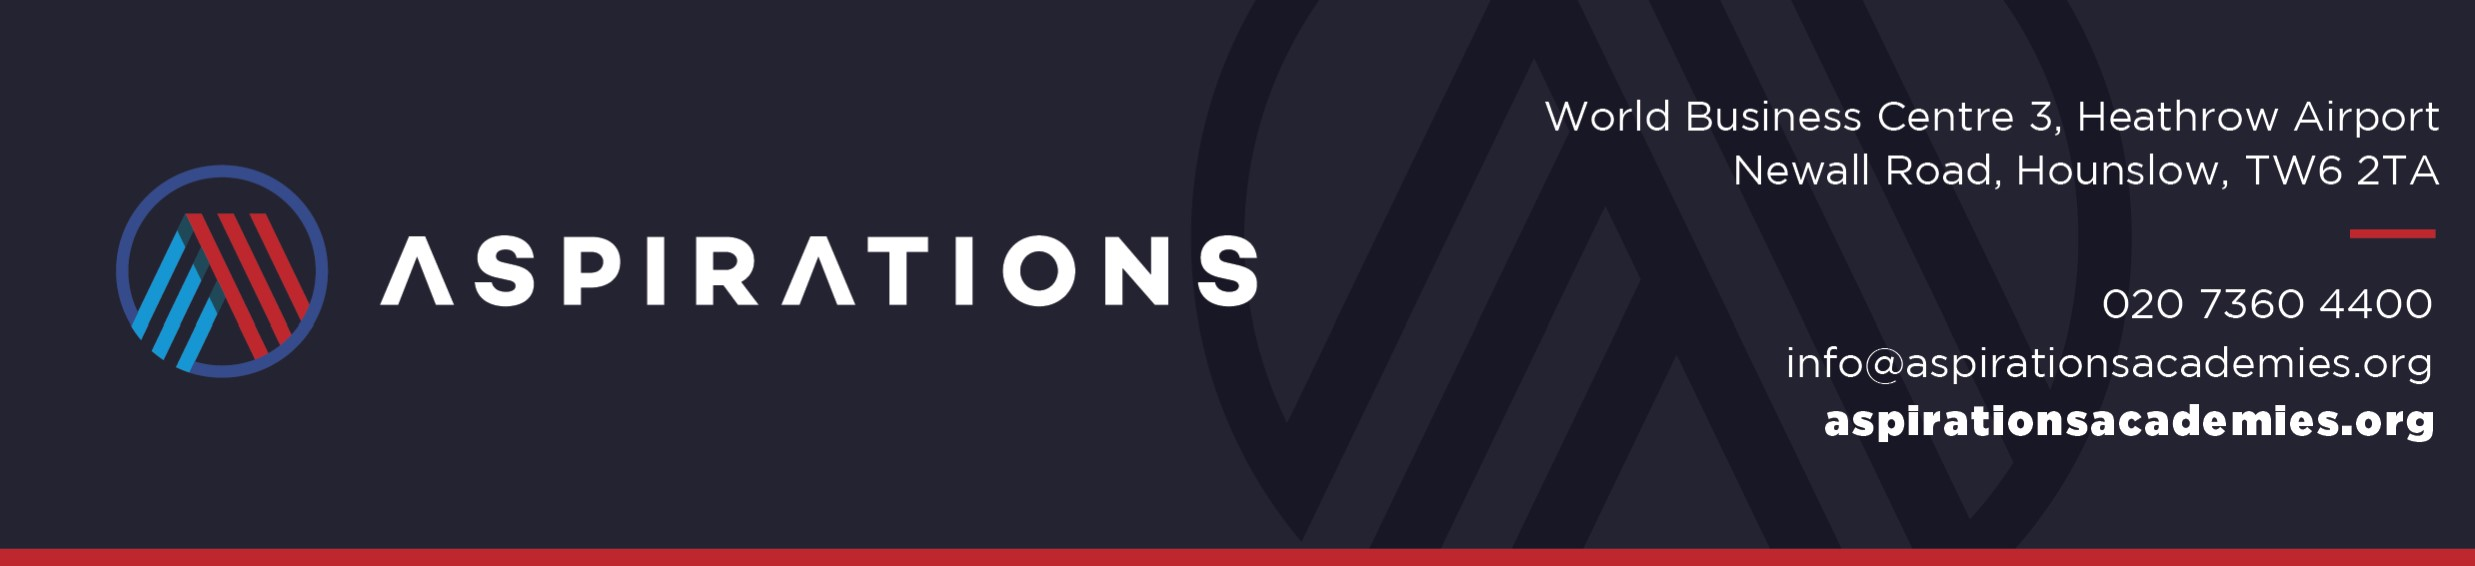 ASPIRATIONS
World Business Centre 3, Heathrow Airport
Newall Road, Hounslow, TW6 2TA
020 7360 4400
info@aspirationsacademies.org
aspirationsacademies.org